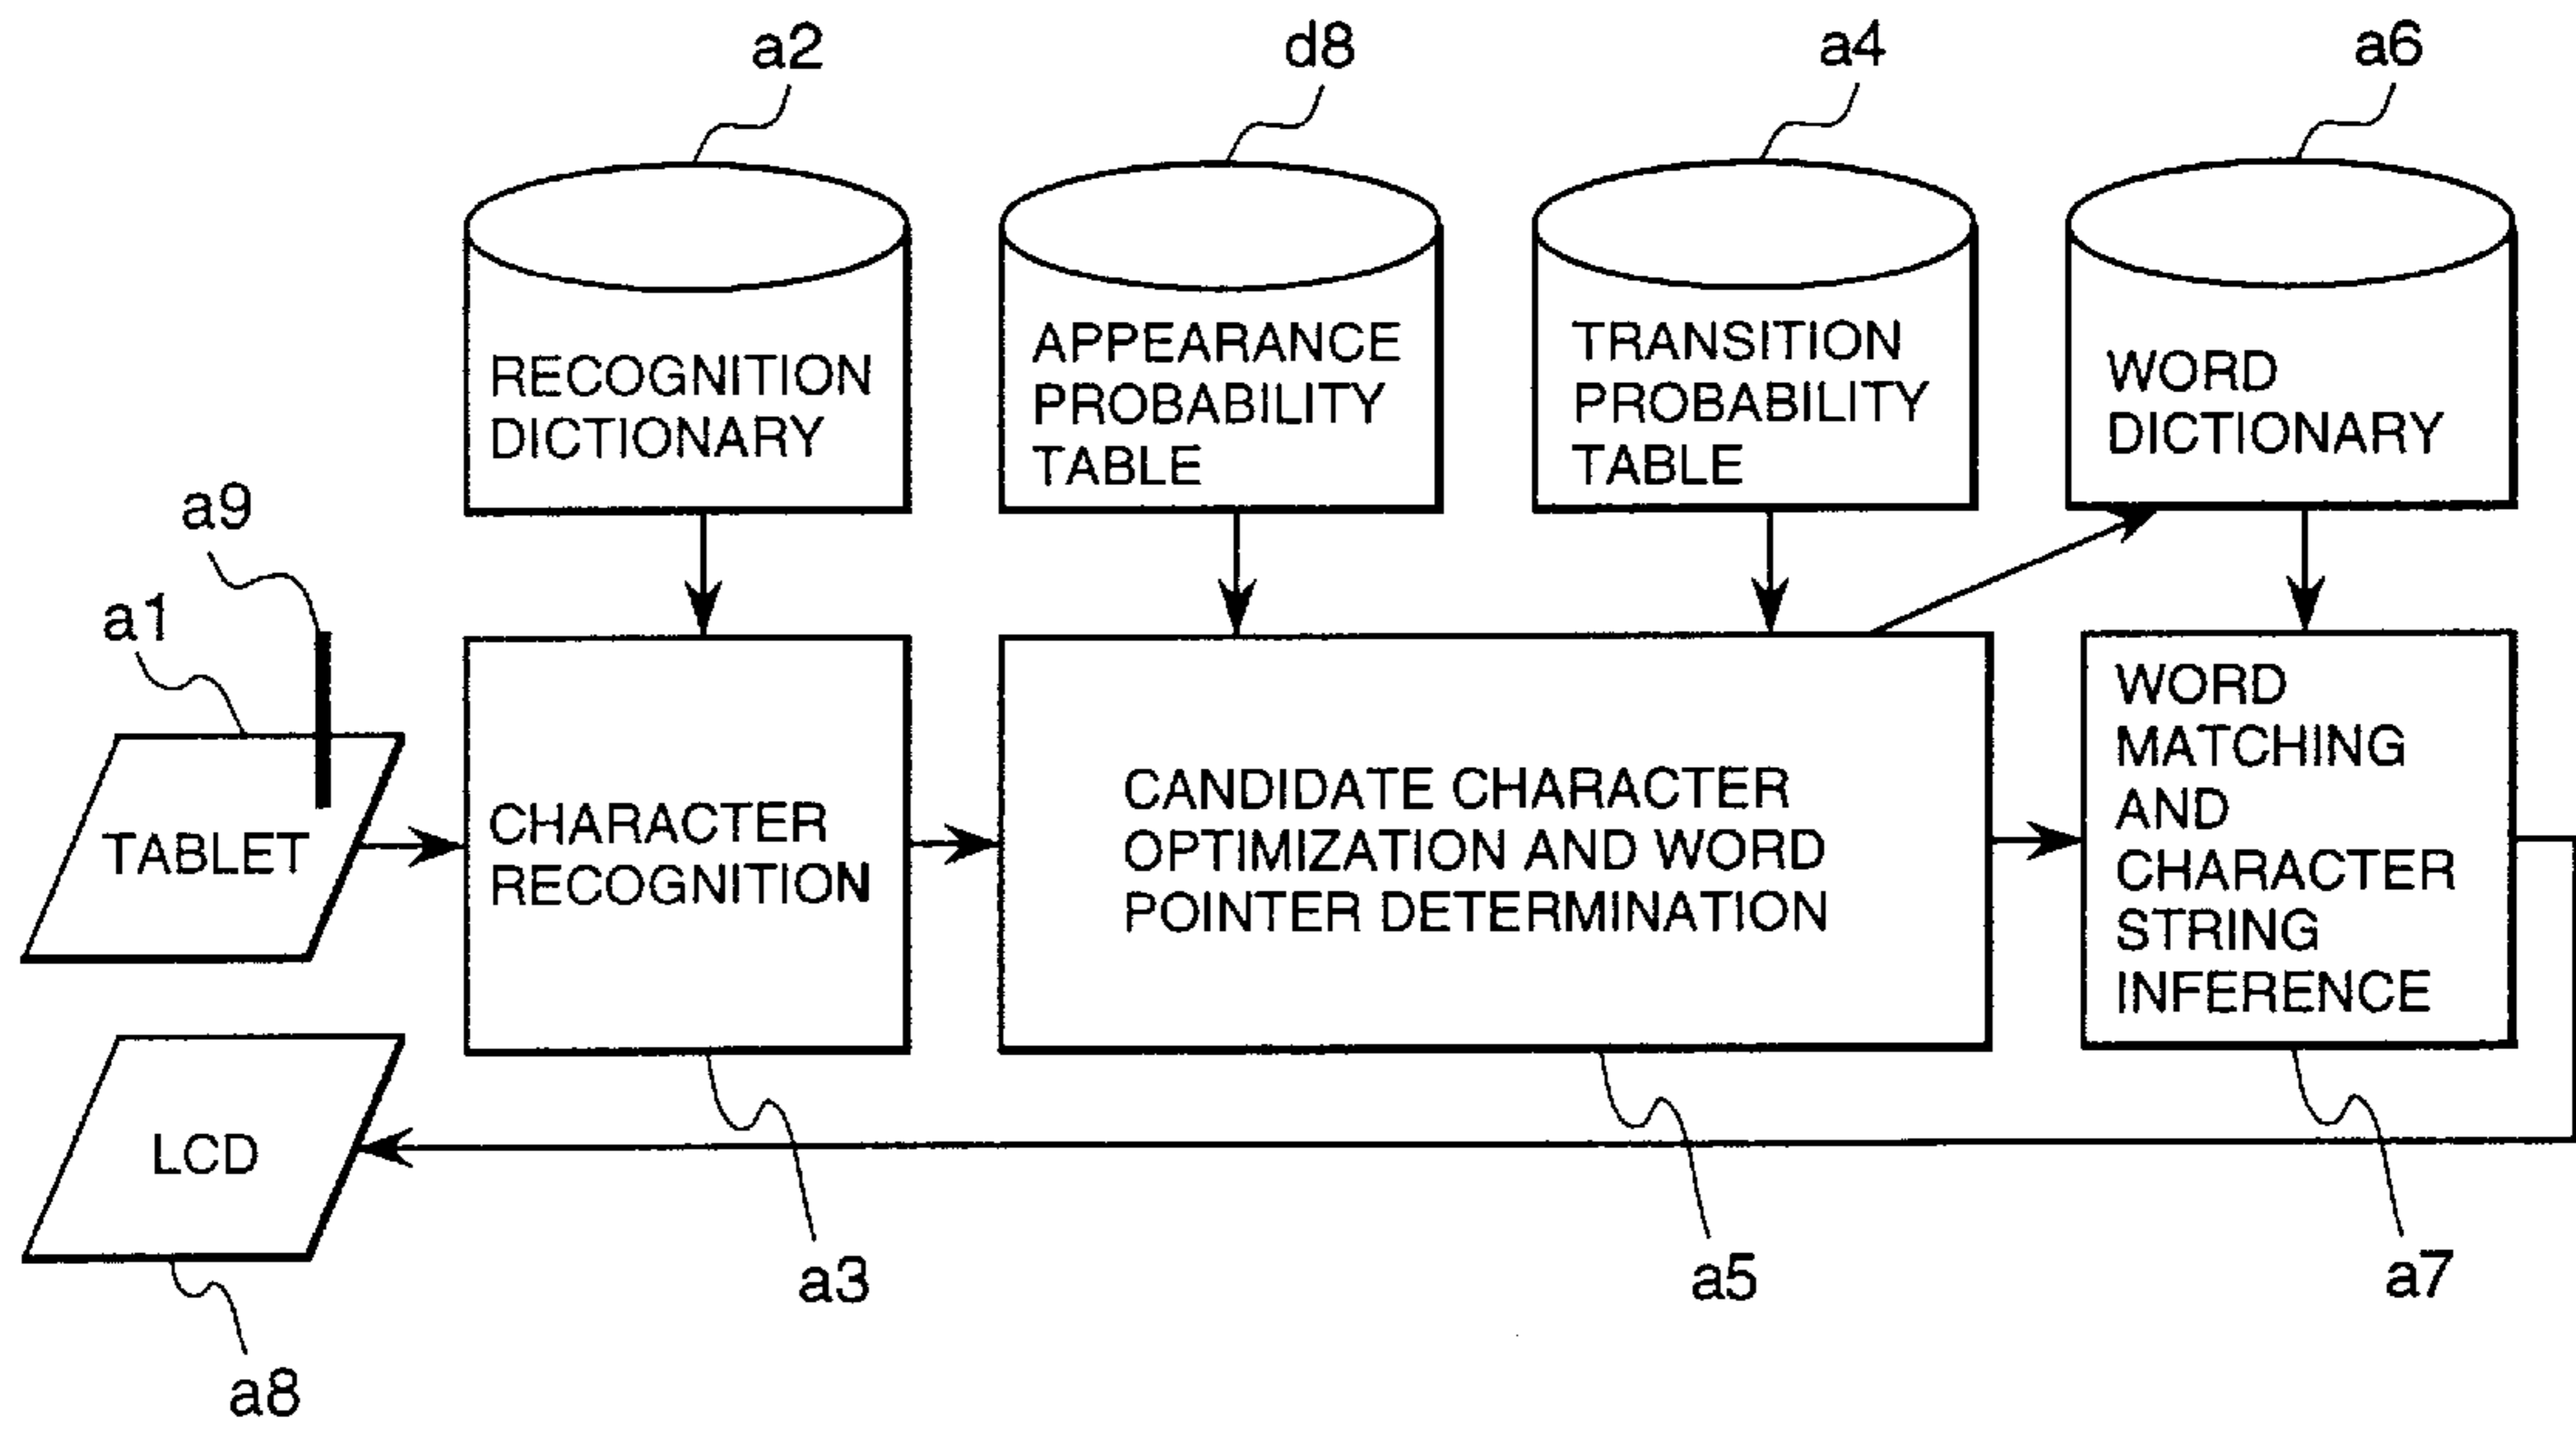 a2
d8
a4
a6
RECOGNITION
DICTIONARY
APPEARANCE
PROBABILITY
TABLE
TRANSITION
PROBABILITY
TABLE
WORD
DICTIONARY
a9
a1
TABLET
CHARACTER
RECOGNITION
CANDIDATE CHARACTER
OPTIMIZATION AND WORD
POINTER DETERMINATION
WORD
MATCHING
AND
CHARACTER
STRING
INFERENCE
LCD
a3
a5
a7
a8